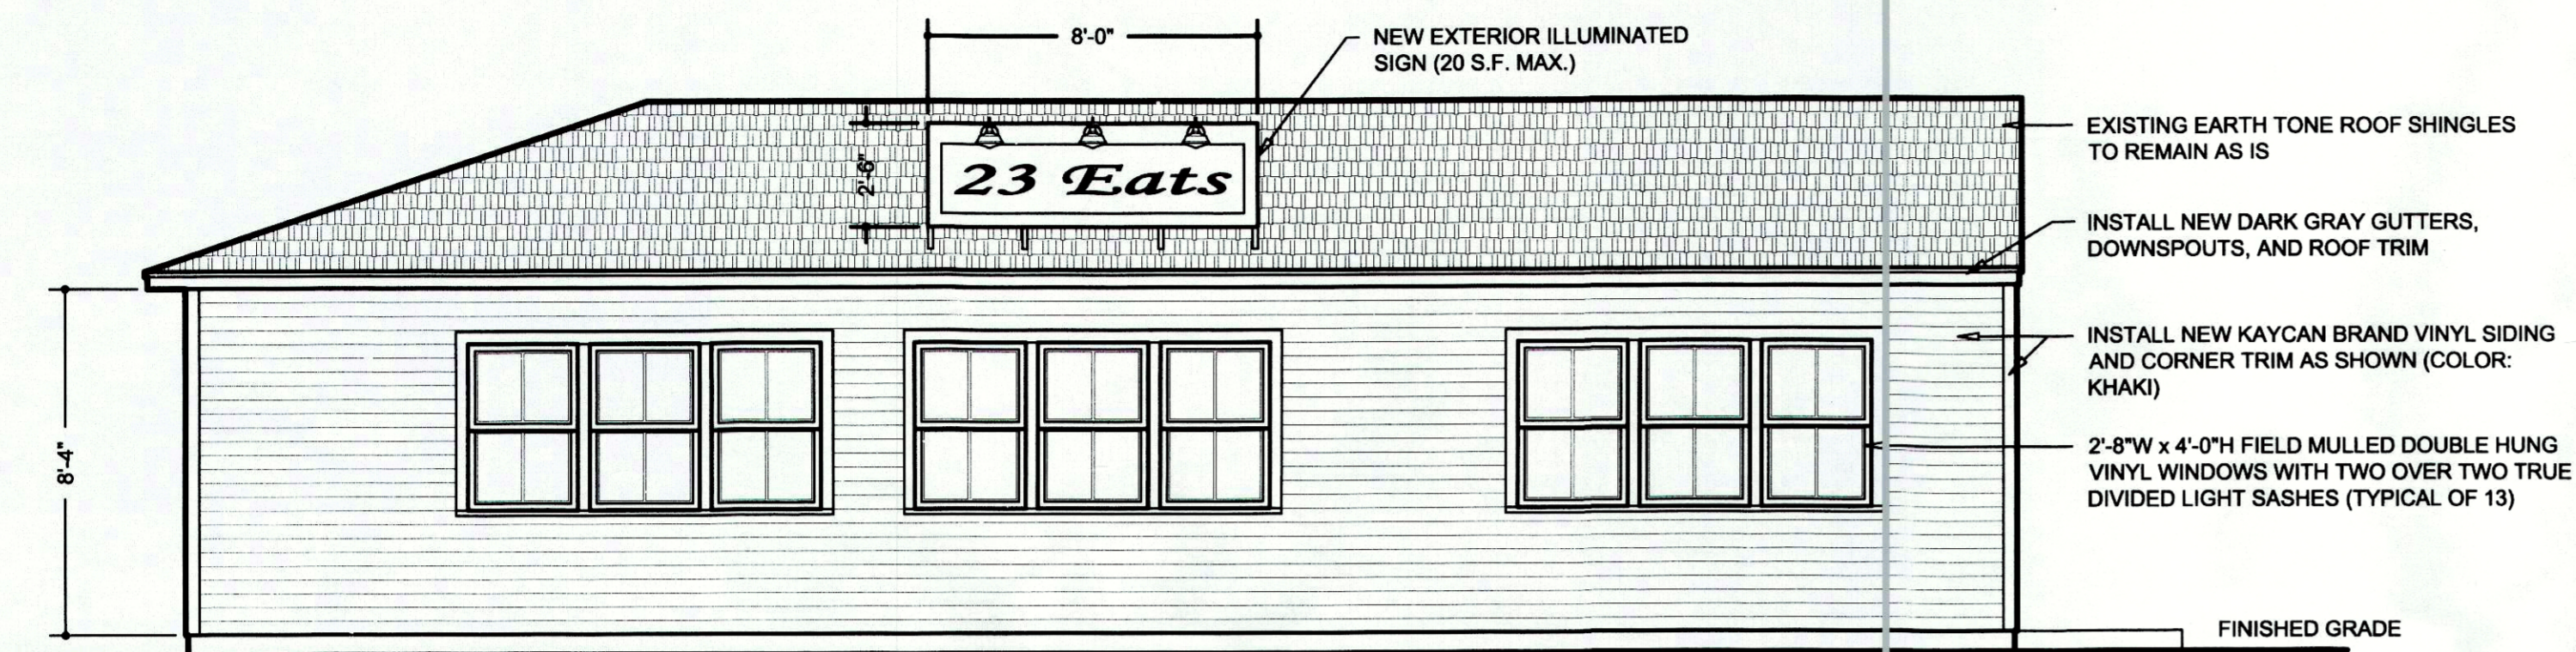 8'-0"
NEW EXTERIOR ILLUMINATED
SIGN (20 S.F. MAX.)
2'-6"
23 Eats
EXISTING EARTH TONE ROOF SHINGLES
TO REMAIN AS IS
INSTALL NEW DARK GRAY GUTTERS,
DOWNSPOUTS, AND ROOF TRIM
8'-4"
INSTALL NEW KAYCAN BRAND VINYL SIDING
AND CORNER TRIM AS SHOWN (COLOR:
KHAKI)
2'-8"W x 4'-0"H FIELD MULLED DOUBLE HUNG
VINYL WINDOWS WITH TWO OVER TWO TRUE
DIVIDED LIGHT SASHES (TYPICAL OF 13)
FINISHED GRADE